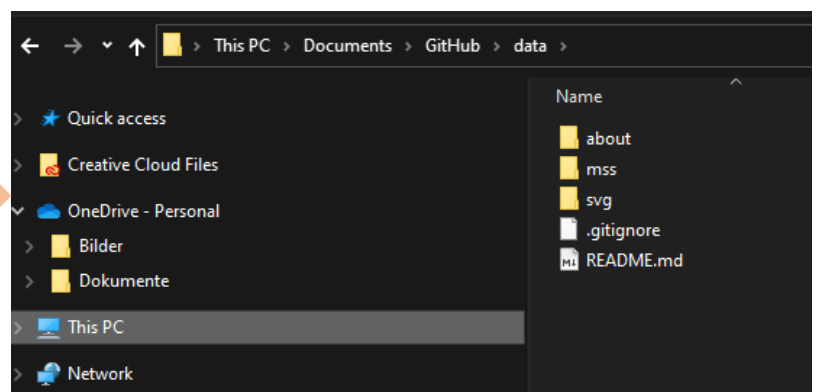 This PC > Documents > GitHub > data >
Quick access
Creative Cloud Files
OneDrive - Personal
Bilder
Dokumente
This PC
Network
Name
about
mss
svg
.gitignore
README.md